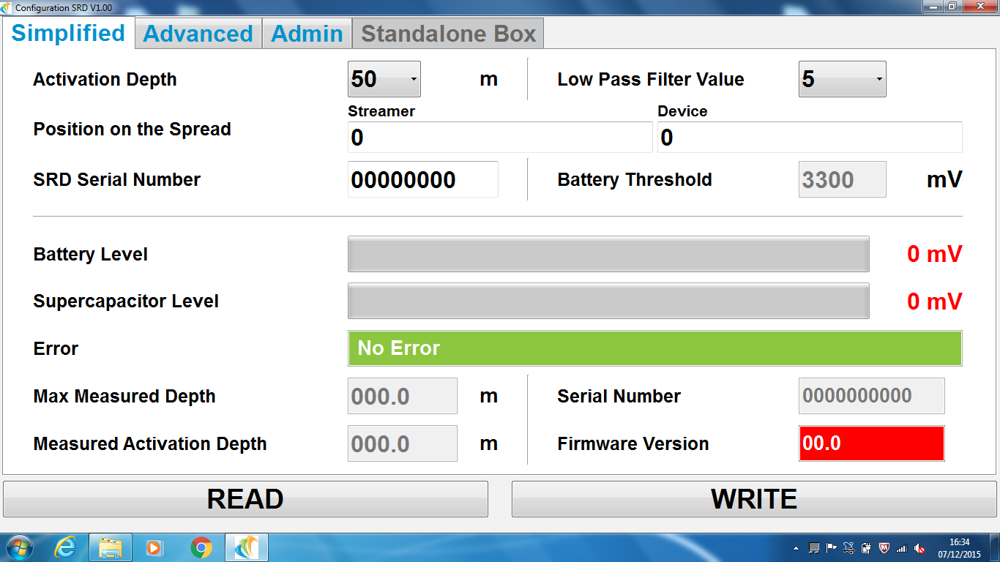 Configuration SRD V1.00
Simplified Advanced Admin Standalone Box
Activation Depth 50 m Low Pass Filter Value 5
Streamer Device
Position on the Spread 0 0
SRD Serial Number 00000000 Battery Threshold 3300 mV
Battery Level 0 mV
Supercapacitor Level 0 mV
Error No Error
Max Measured Depth 000.0 m Serial Number 0000000000
Measured Activation Depth 000.0 m Firmware Version 00.0
READ WRITE
16:34
07/12/2015